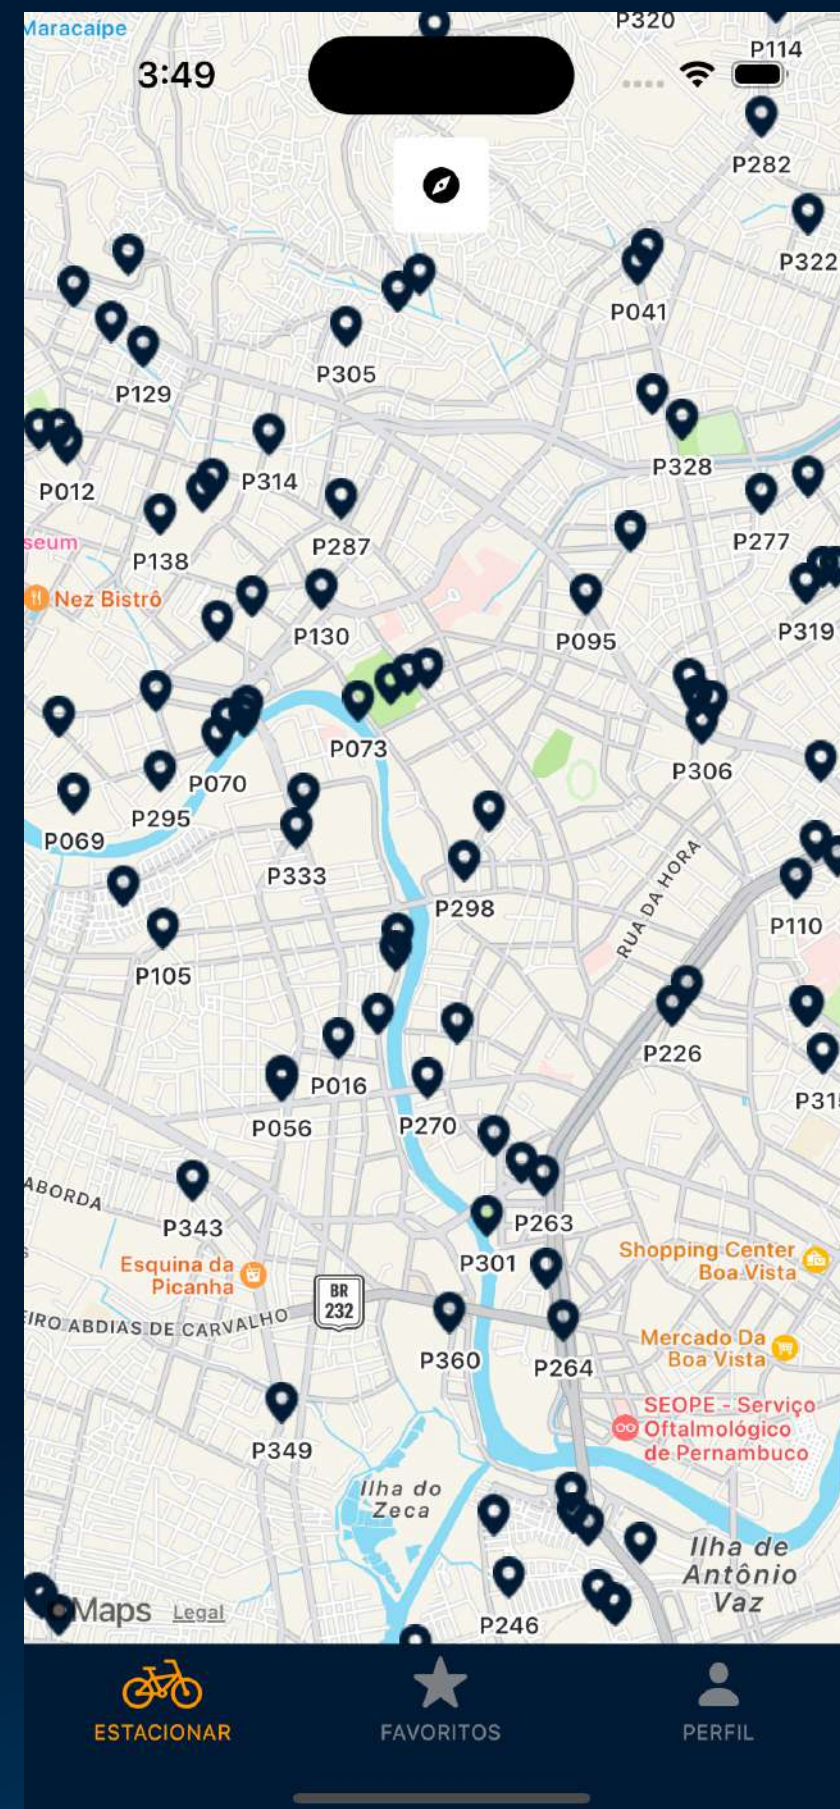 P320
Maracaípe
P114
3:49
P282
P322
P041
P305
P129
P328
P314
P012
P287
P277
seum
P138
Nez Bistrô
P130
P095
P319
P073
P306
P070
P295
P069
P333
RUA DA HORA
P298
P110
P105
P226
P016
P315
P056
P270
ABORDA
P343
P263
P301
Shopping Center
Boa Vista
Esquina da
Picanha
BR
232
EIRO ABDIAS DE CARVALHO
Mercado Da
Boa Vista
P360
P264
SEOPE - Serviço
Oftalmológico
de Pernambuco
P349
Ilha do
Zeca
Ilha de
Antônio
Vaz
P246
Maps
Legal
ESTACIONAR
FAVORITOS
PERFIL